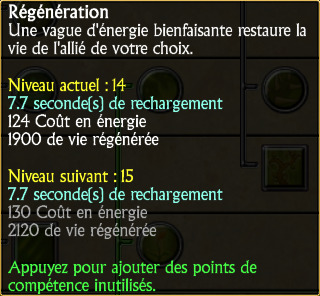 Régénération
Une vague d'énergie bienfaisante restaure la
vie de l'allié de votre choix.
Niveau actuel : 14
7.7 seconde(s) de rechargement
124 Coût en énergie
1900 de vie régénérée
Niveau suivant : 15
7.7 seconde(s) de rechargement
130 Coût en énergie
2120 de vie régénérée
Appuyez pour ajouter des points de
compétence inutilisés.